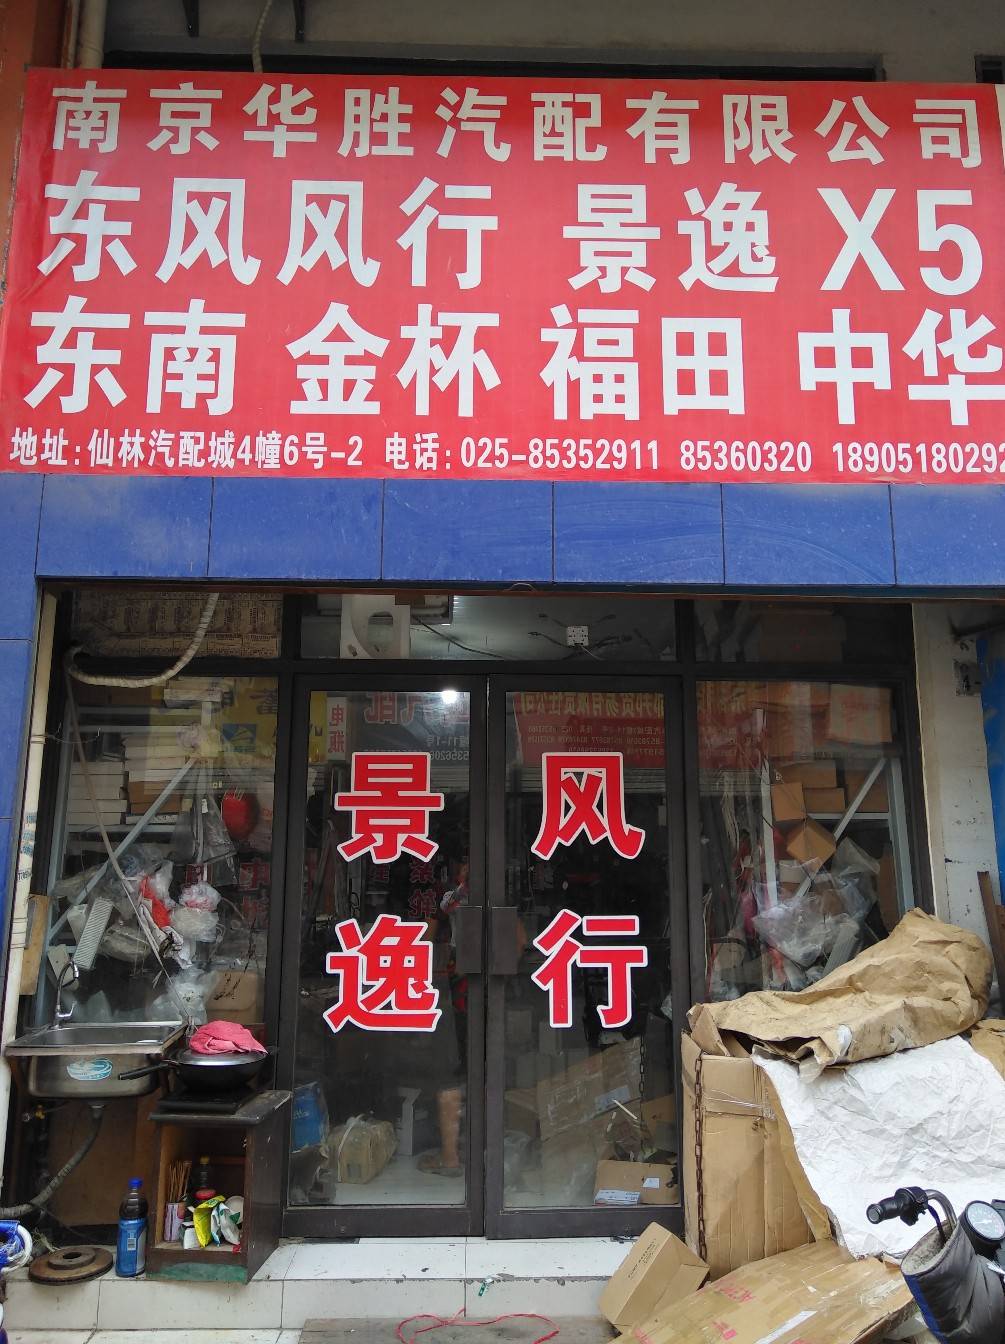 南京华胜汽配有限公司
东风风行 景逸 X5
东南 金杯 福田 中华
地址:仙林汽配城4幢6号-2 电话:025-85352911 85360320 18905180292
电瓶
景 风
逸 行